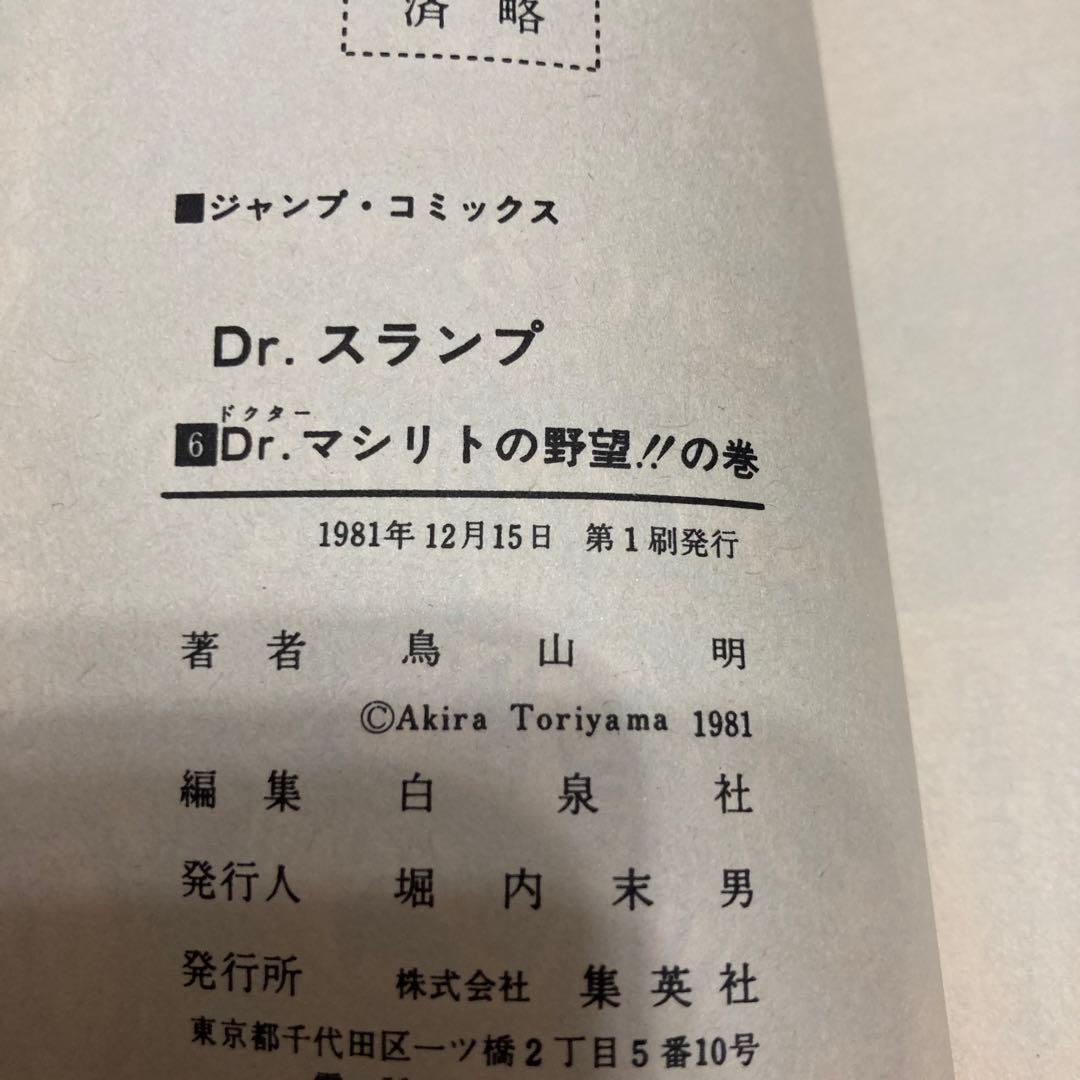 済 略
■ジャンプ・コミックス
Dr. スランプ
ドクター
6 Dr.マシリトの野望!!の巻
1981年12月15日 第1刷発行
著者 鳥山明
©Akira Toriyama 1981
編集 白泉社
発行人 堀内末男
発行所 株式会社 集英社
東京都千代田区一ツ橋2丁目5番10号